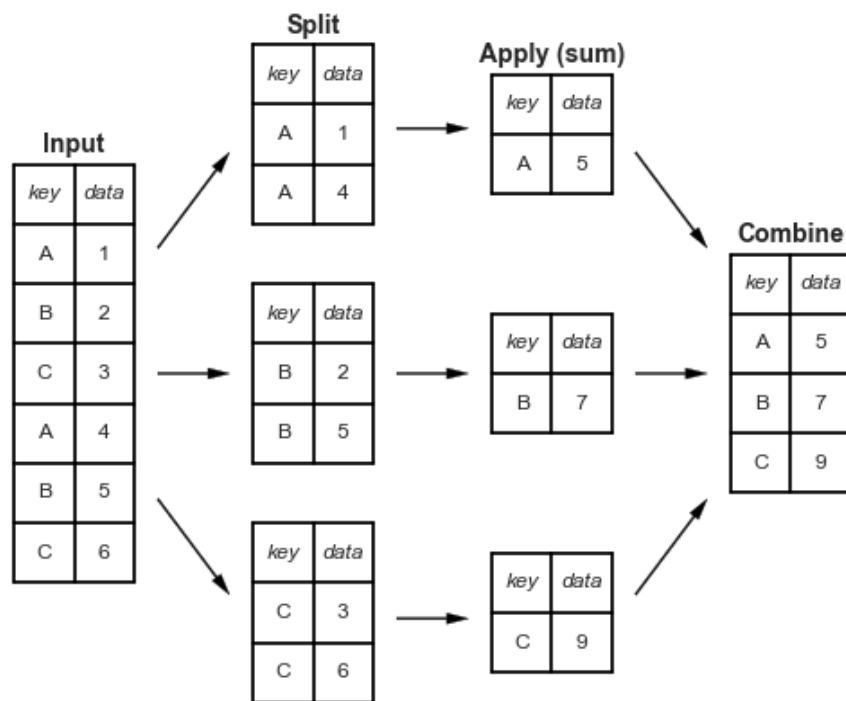 Input
key data
A 1
B 2
C 3
A 4
B 5
C 6
Split
key data
A 1
A 4
key data
B 2
B 5
key data
C 3
C 6
Apply (sum)
key data
A 5
key data
B 7
key data
C 9
Combine
key data
A 5
B 7
C 9